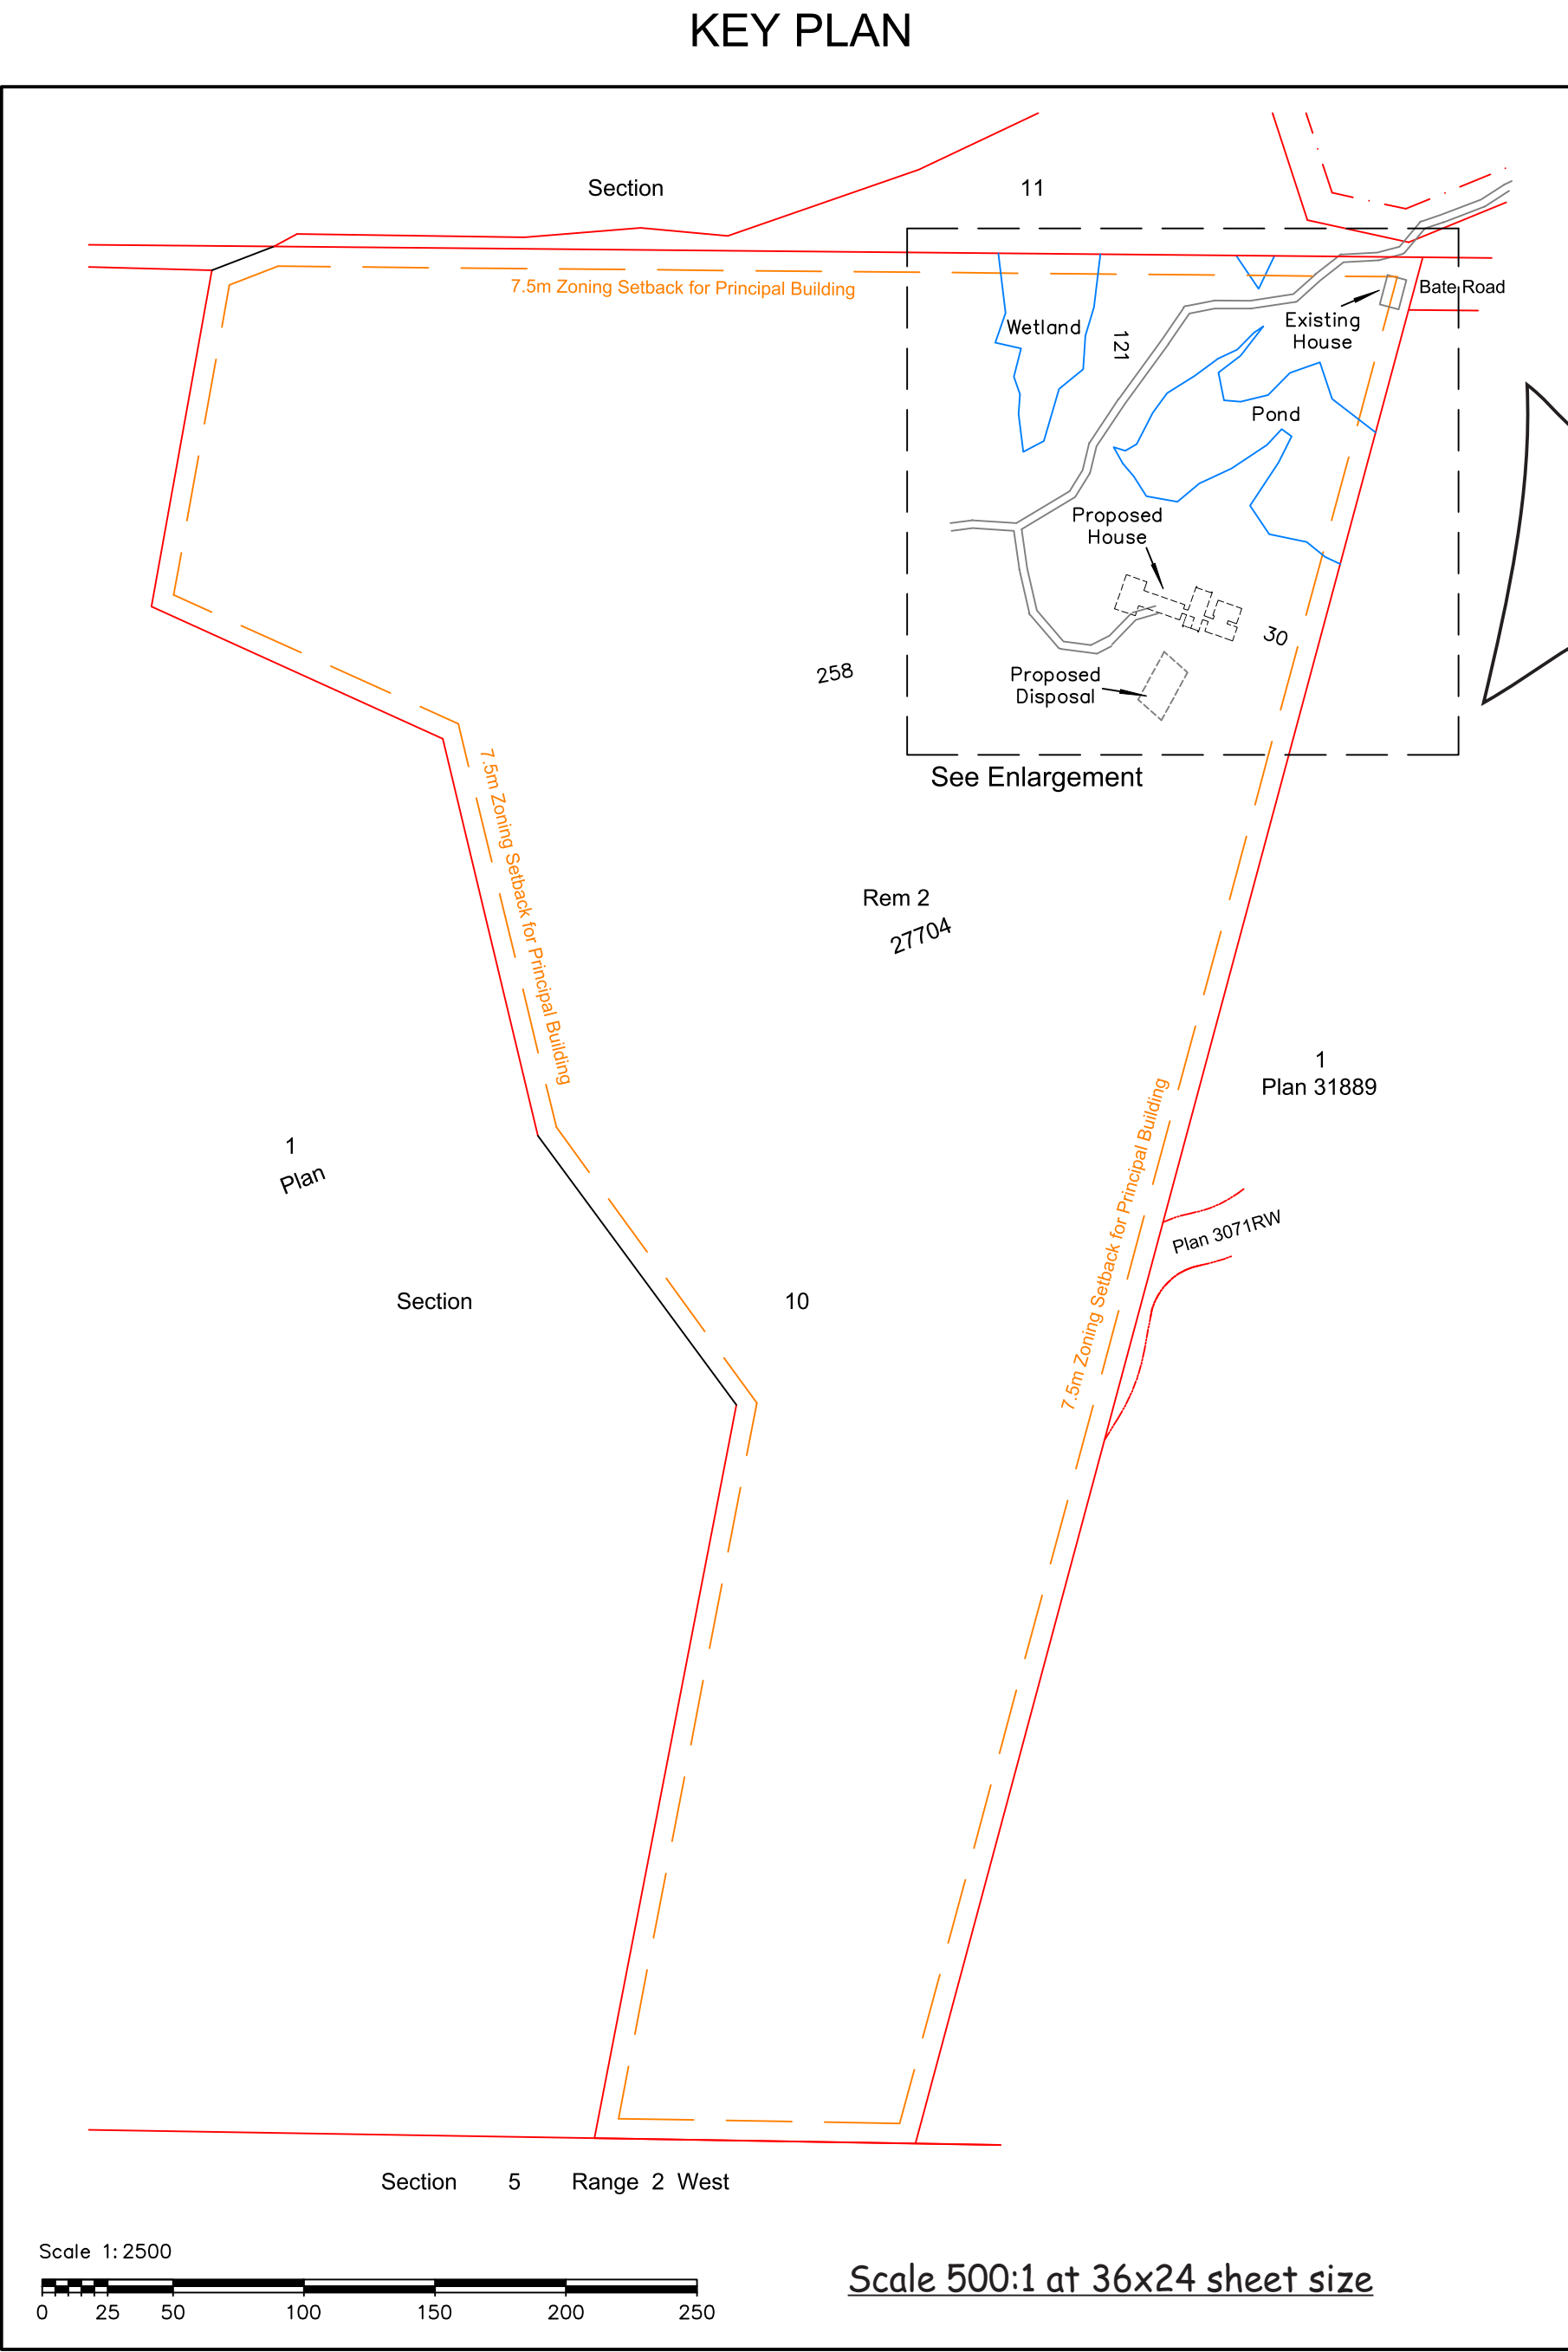 KEY PLAN
Section 11
7.5m Zoning Setback for Principal Building
Bate Road
Existing
House
Wetland
121
Pond
Proposed
House
30
258
Proposed
Disposal
See Enlargement
7.5m Zoning Setback for Principal Building
Rem 2
27704
1
Plan 31889
7.5m Zoning Setback for Principal Building
1
Plan
Plan 3071RW
Section 10
Section 5 Range 2 West
Scale 1:2500
0 25 50 100 150 200 250
Scale 500:1 at 36x24 sheet size